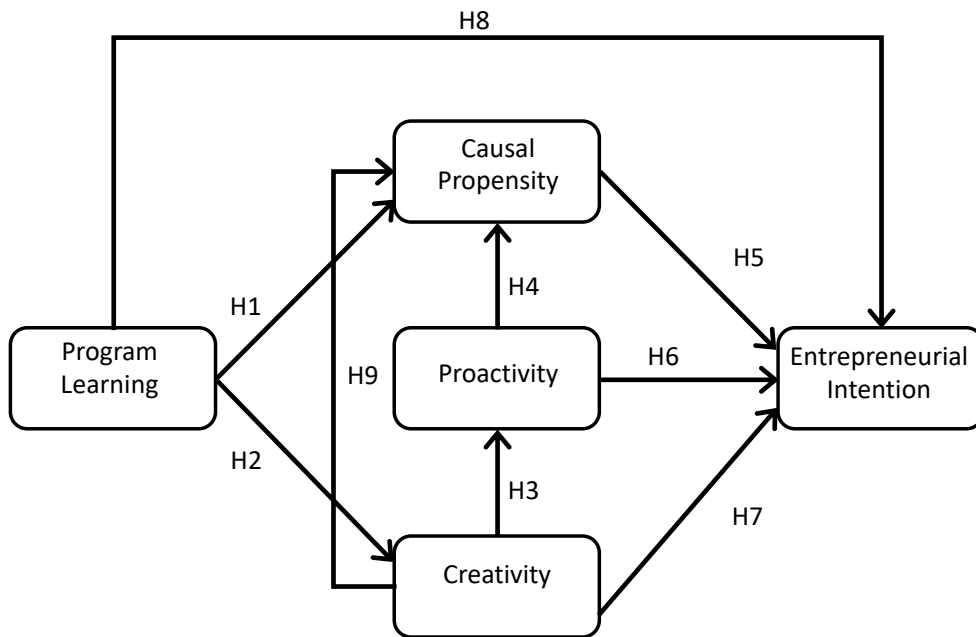 H8
Causal
Propensity
H5
H4
H1
Program
Learning
H9
Proactivity
H6
Entrepreneurial
Intention
H2
H3
H7
Creativity